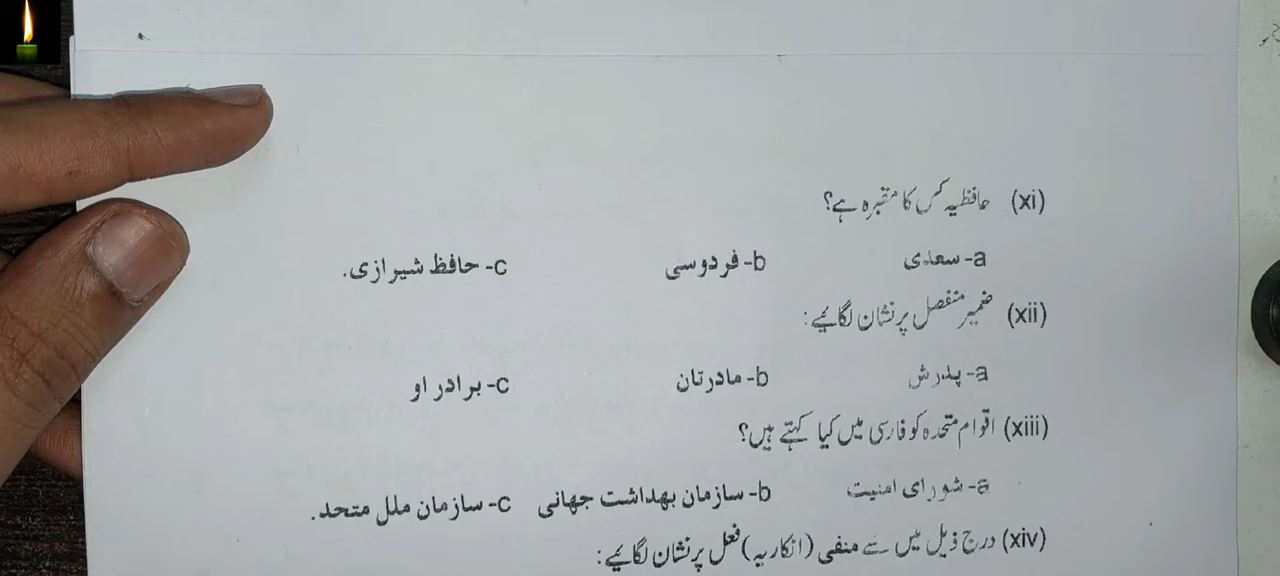 (xi) حافظیہ کس کا مقبرہ ہے؟
a- سعدی b- فردوسی c- حافظ شیرازی.
(xii) ضمیر منفصل پر نشان لگائیے:
a- پدرش b- مادرتان c- برادر او
(xiii) اقوام متحدہ کو فارسی میں کیا کہتے ہیں؟
a- شورای امنیت b- سازمان بهداشت جهانی c- سازمان ملل متحد.
(xiv) درج ذیل میں سے منفی (انکاریہ) فعل پر نشان لگائیے: